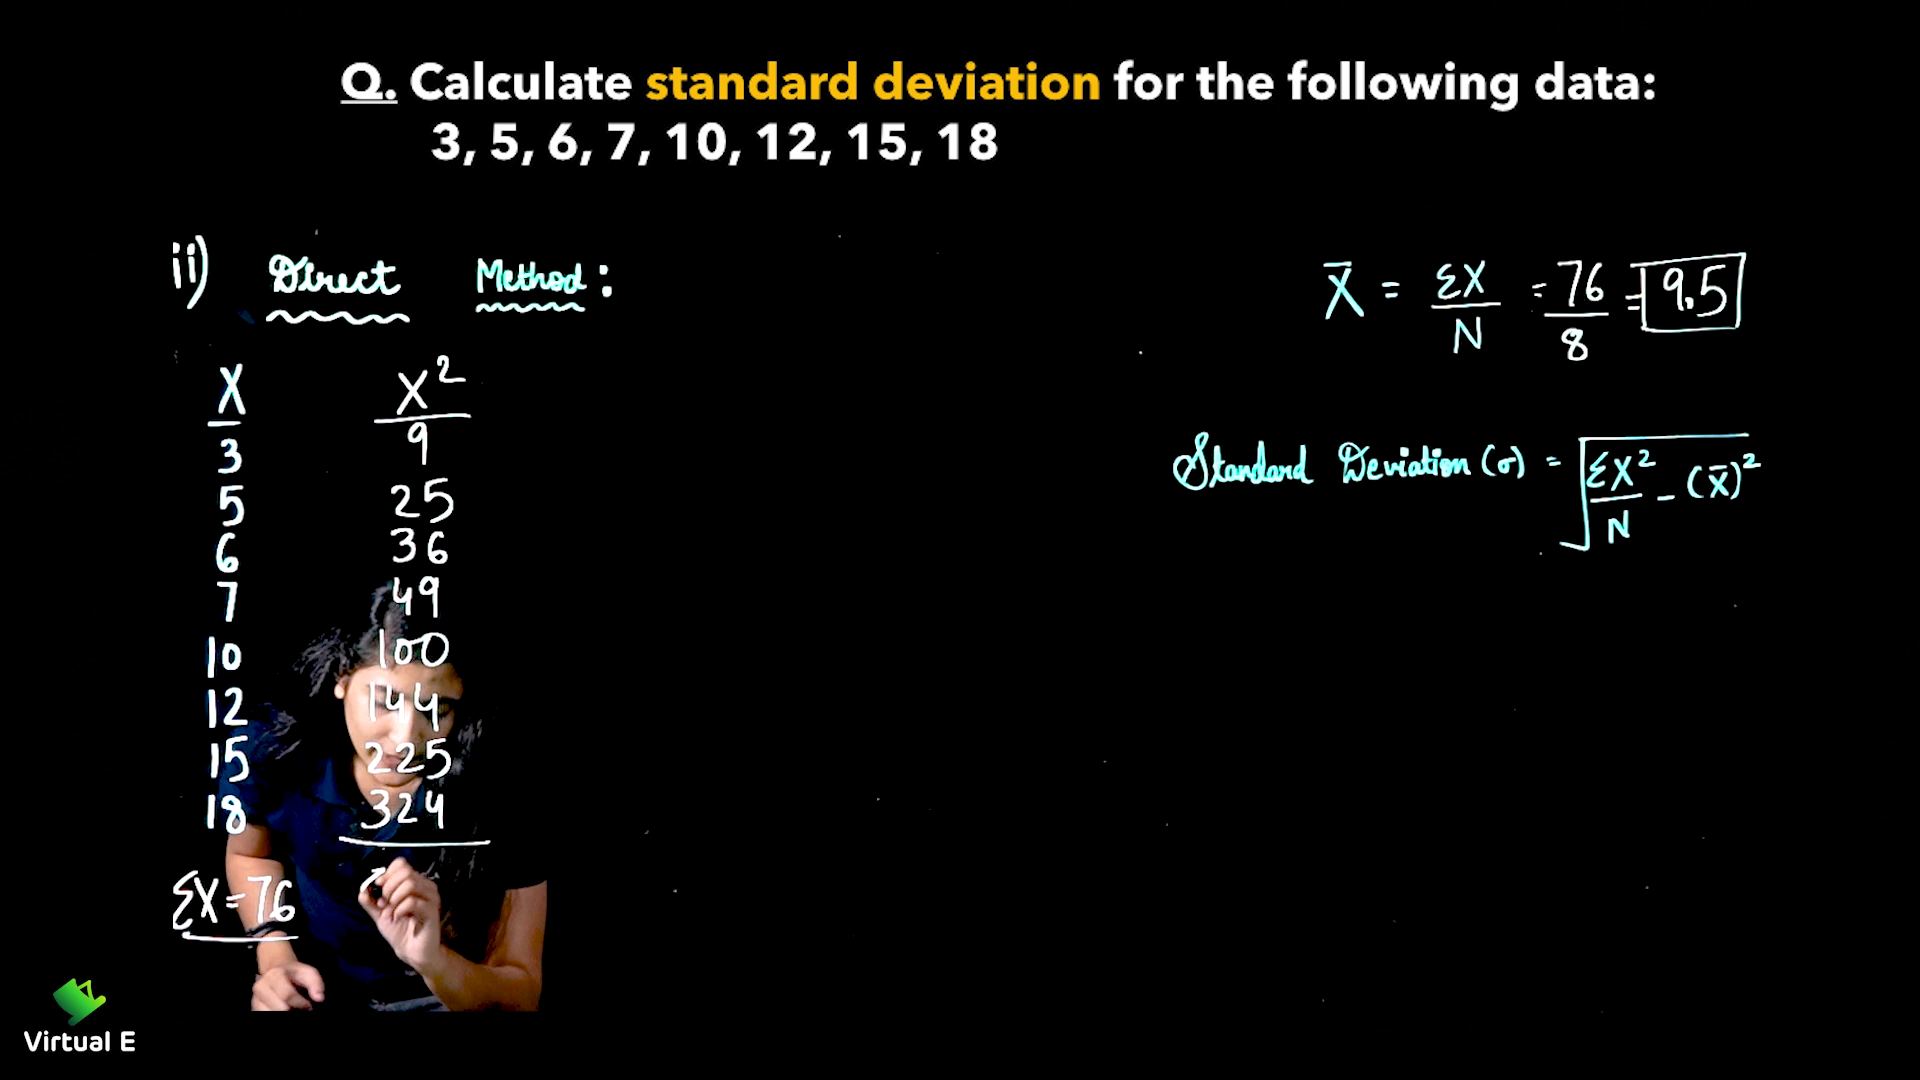 Q. Calculate standard deviation for the following data:
3, 5, 6, 7, 10, 12, 15, 18
ii) Direct Method :
X̄ = ΣX/N = 76/8 = 9.5
X X²
3 9
5 25
6 36
7 49
10 100
12 144
15 225
18 324
ΣX = 76
Standard Deviation (σ) = √ΣX²/N - (X̄)²
Virtual E